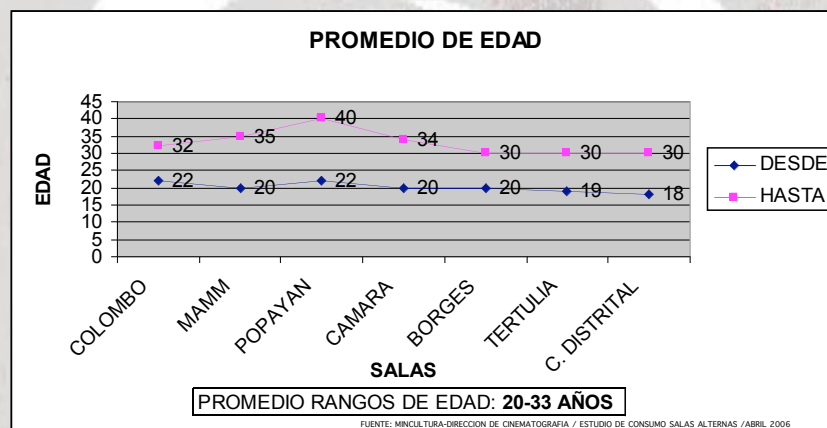 PROMEDIO DE EDAD
45
40
35
30
25
20
15
10
5
0
EDAD
32
35
40
34
30
30
30
22
20
22
20
20
19
18
DESDE
HASTA
COLOMBO
MAMM
POPAYAN
CAMARA
BORGES
TERTULIA
C. DISTRITAL
SALAS
PROMEDIO RANGOS DE EDAD: 20-33 AÑOS
FUENTE: MINCULTURA-DIRECCION DE CINEMATOGRAFIA / ESTUDIO DE CONSUMO SALAS ALTERNAS /ABRIL 2006